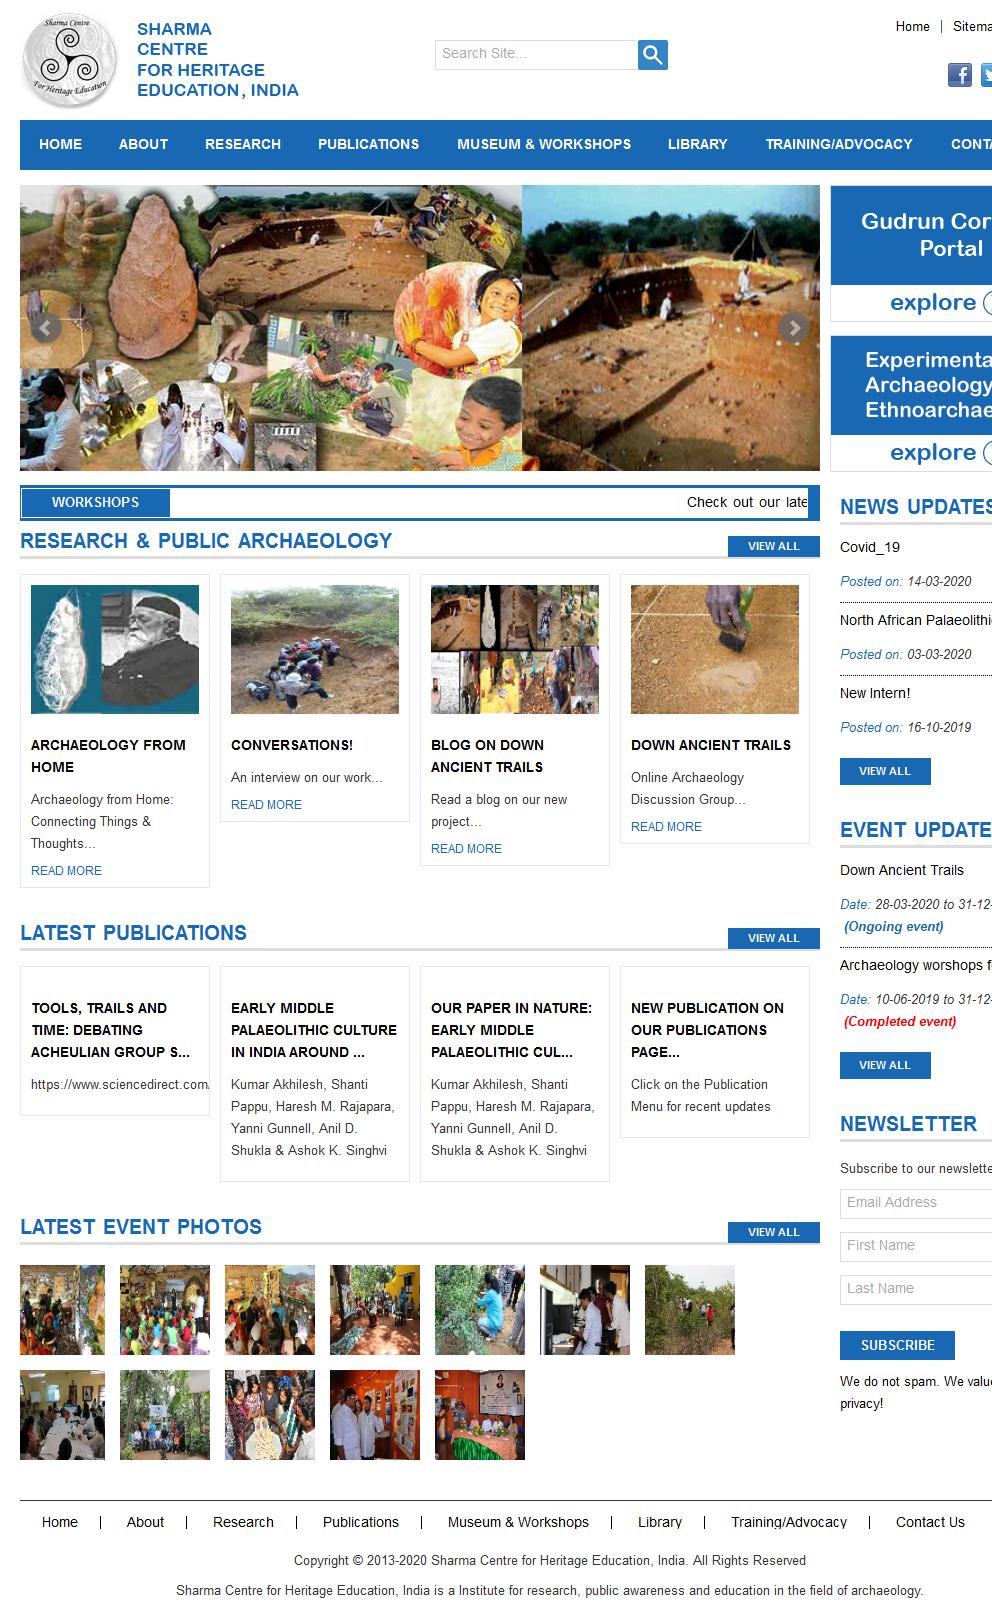 Sharma Centre
For Heritage Education
SHARMA
CENTRE
FOR HERITAGE
EDUCATION, INDIA
Search Site...
Home
HOME ABOUT RESEARCH PUBLICATIONS MUSEUM & WORKSHOPS LIBRARY TRAINING/ADVOCACY
Gudrun
Portal
explore
Archaeology
explore
WORKSHOPS
Check out our
RESEARCH & PUBLIC ARCHAEOLOGY
VIEW ALL
ARCHAEOLOGY FROM
HOME
Archaeology from Home:
Connecting Things &
Thoughts...
READ MORE
CONVERSATIONS!
An interview on our work...
READ MORE
BLOG ON DOWN
ANCIENT TRAILS
Read a blog on our new
project...
READ MORE
DOWN ANCIENT TRAILS
Online Archaeology
Discussion Group...
READ MORE
LATEST PUBLICATIONS
VIEW ALL
TOOLS, TRAILS AND
TIME: DEBATING
ACHEULIAN GROUP S...
https://www.sciencedirect.com/
EARLY MIDDLE
PALAEOLITHIC CULTURE
IN INDIA AROUND ...
Kumar Akhilesh, Shanti
Pappu, Haresh M. Rajapara,
Yanni Gunnell, Anil D.
Shukla & Ashok K. Singhvi
OUR PAPER IN NATURE:
EARLY MIDDLE
PALAEOLITHIC CUL...
Kumar Akhilesh, Shanti
Pappu, Haresh M. Rajapara,
Yanni Gunnell, Anil D.
Shukla & Ashok K. Singhvi
NEW PUBLICATION ON
OUR PUBLICATIONS
PAGE...
Click on the Publication
Menu for recent updates
LATEST EVENT PHOTOS
VIEW ALL
NEWS UPDATES
Covid_19
Posted on: 14-03-2020
North African
Posted on: 03-03-2020
New Intern!
Posted on: 16-10-2019
VIEW ALL
EVENT UPDATE
Down Ancient Trails
Date: 28-03-2020 to 31-12-
(Ongoing event)
Archaeology worshops
Date: 10-06-2019 to 31-12-
(Completed event)
VIEW ALL
NEWSLETTER
Subscribe to our
Email Address
First Name
Last Name
SUBSCRIBE
We do not spam. We value
privacy!
Home | About | Research | Publications | Museum & Workshops | Library | Training/Advocacy | Contact Us
Copyright © 2013-2020 Sharma Centre for Heritage Education, India. All Rights Reserved
Sharma Centre for Heritage Education, India is a Institute for research, public awareness and education in the field of archaeology.